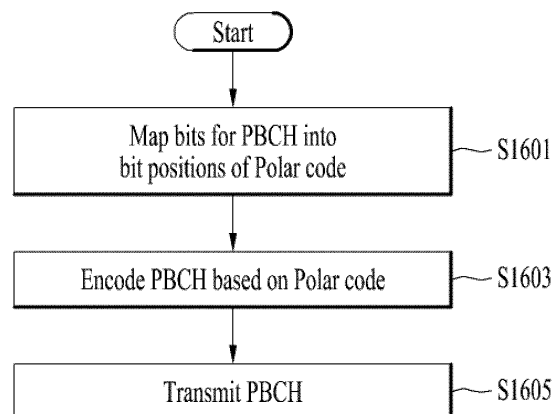 Start
Map bits for PBCH into
bit positions of Polar code
S1601
Encode PBCH based on Polar code
S1603
Transmit PBCH
S1605